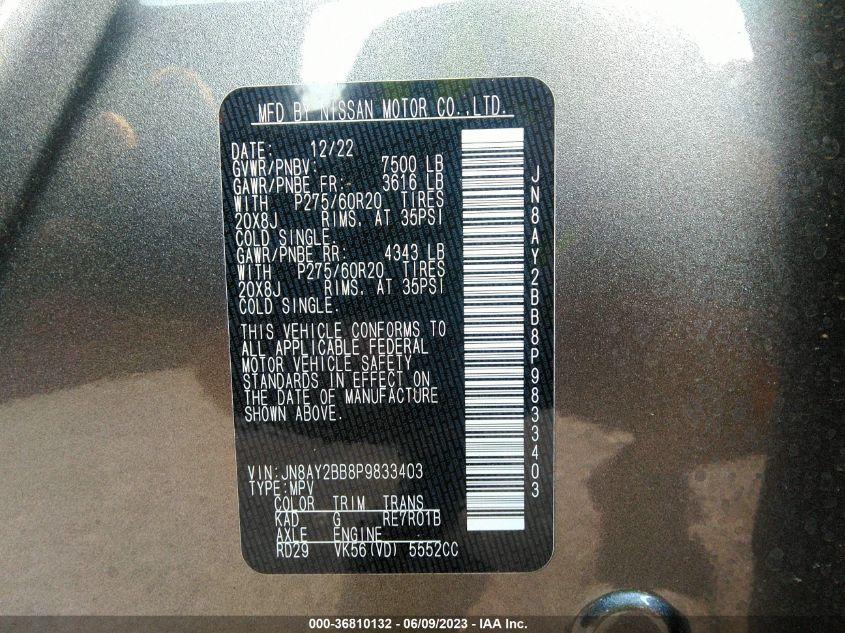 MFD BY NISSAN MOTOR CO.,LTD.
DATE: 12/22
GVWR/PNBV: 7500 LB
GAWR/PNBE FR: 3616 LB
WITH P275/60R20 TIRES
20X8J RIMS, AT 35PSI
COLD SINGLE.
GAWR/PNBE RR: 4343 LB
WITH P275/60R20 TIRES
20X8J RIMS, AT 35PSI
COLD SINGLE.
THIS VEHICLE CONFORMS TO
ALL APPLICABLE FEDERAL
MOTOR VEHICLE SAFETY
STANDARDS IN EFFECT ON
THE DATE OF MANUFACTURE
SHOWN ABOVE.
VIN:JN8AY2BB8P9833403
TYPE:MPV
COLOR TRIM TRANS
KAD G RE7R01B
AXLE ENGINE
RD29 VK56(VD) 5552CC
JN8AY2BB8P9833403
000-36810132 - 06/09/2023 - IAA Inc.